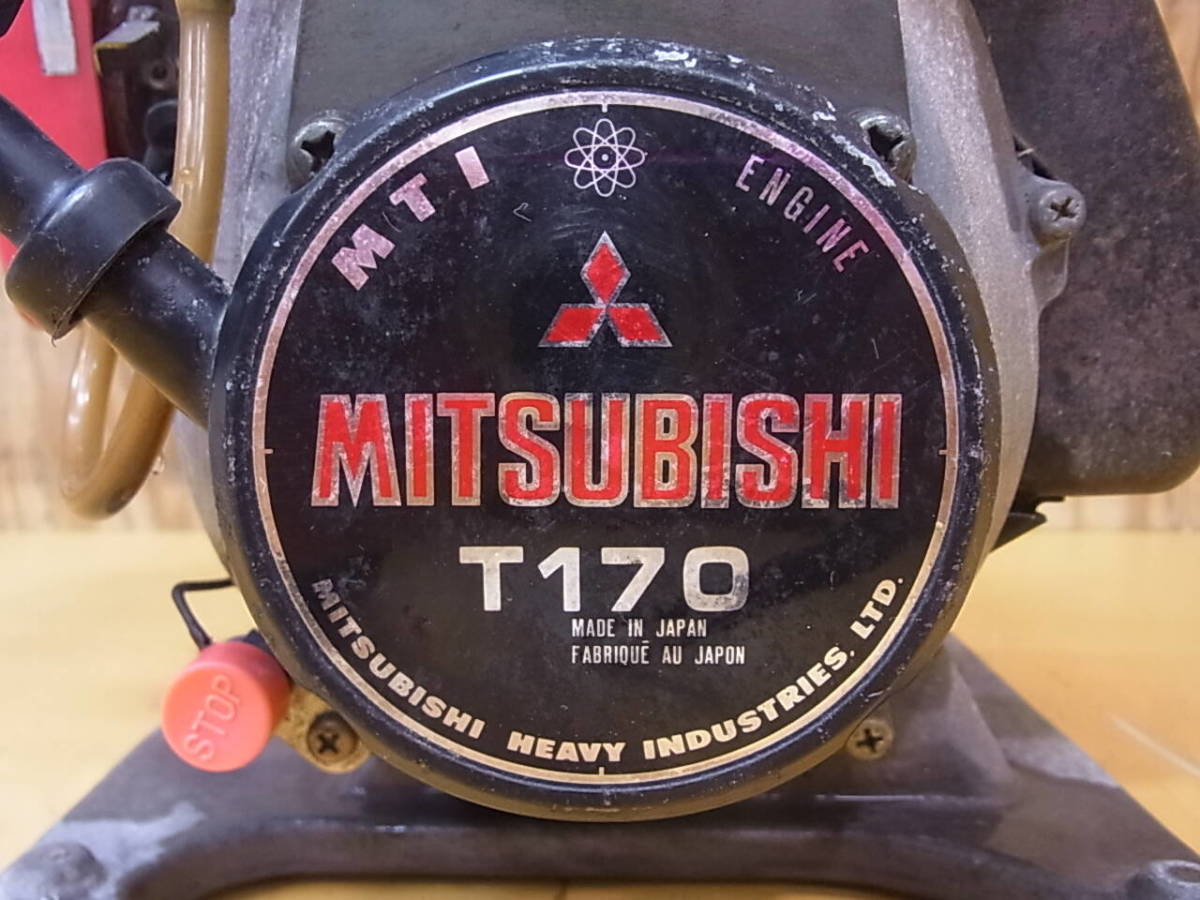 MTI
ENGINE
MITSUBISHI
T170
MADE IN JAPAN
FABRIQUÉ AU JAPON
MITSUBISHI HEAVY INDUSTRIES. LTD.
STOP